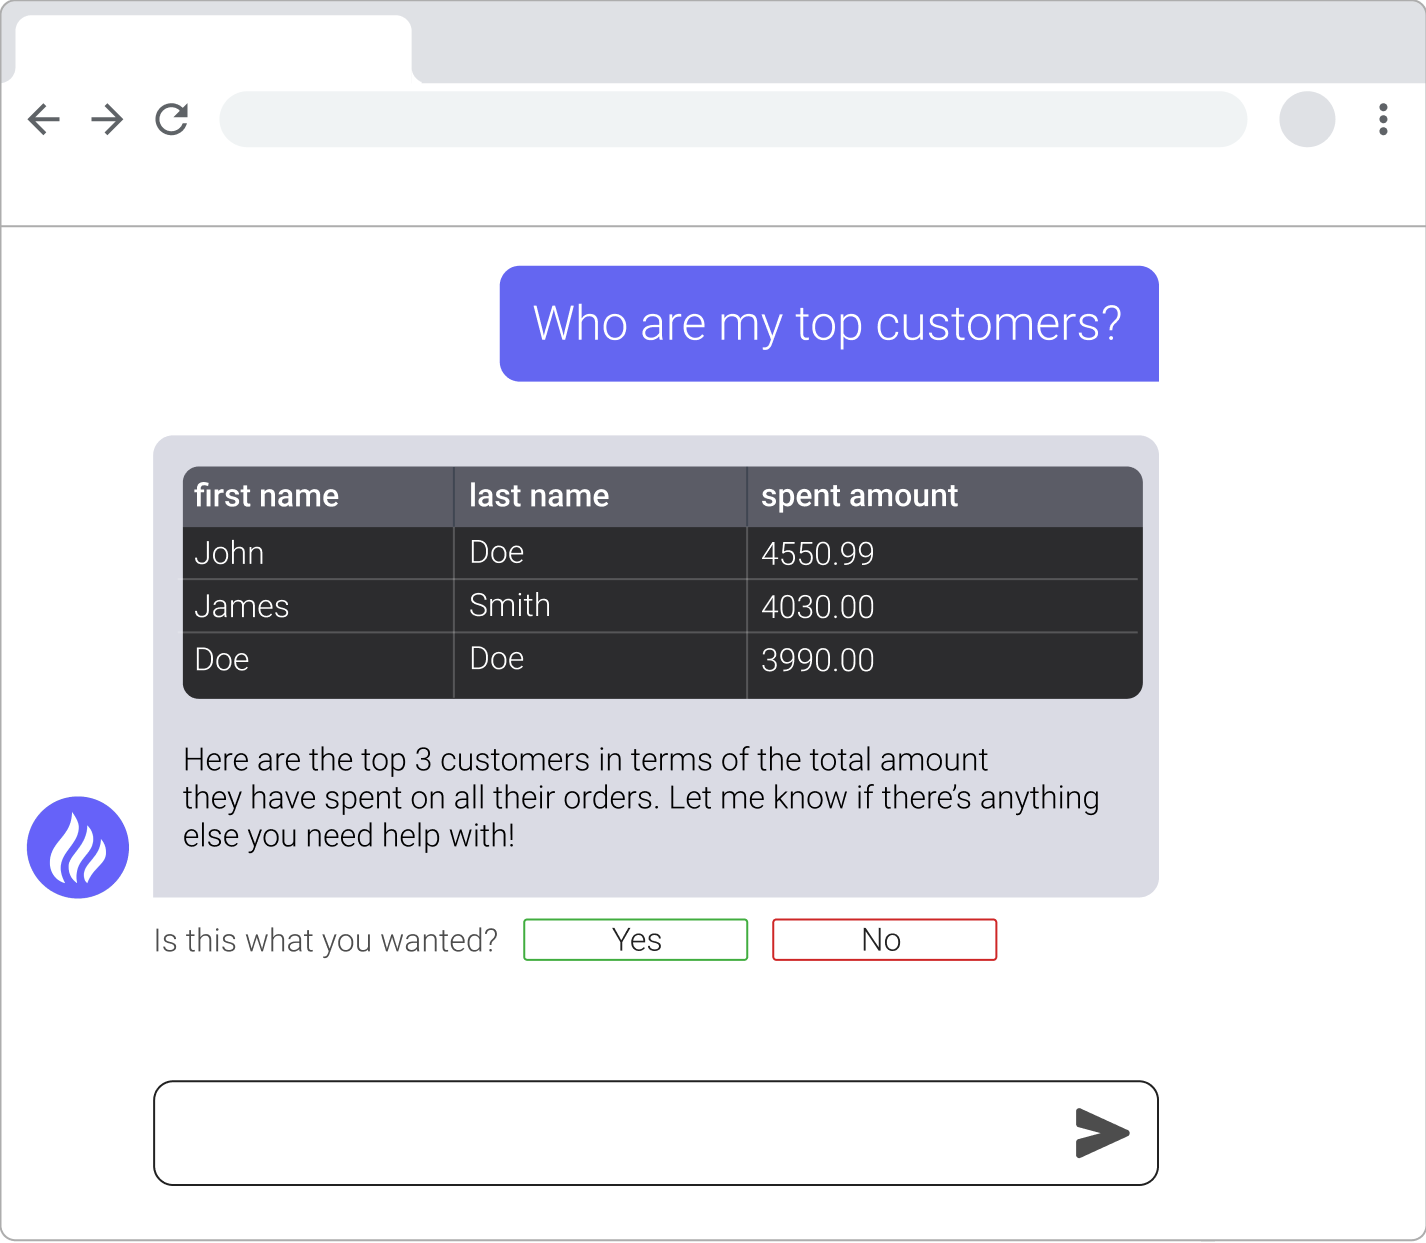 Who are my top customers?
first name last name spent amount
John Doe 4550.99
James Smith 4030.00
Doe Doe 3990.00
Here are the top 3 customers in terms of the total amount
they have spent on all their orders. Let me know if there’s anything
else you need help with!
Is this what you wanted? Yes No